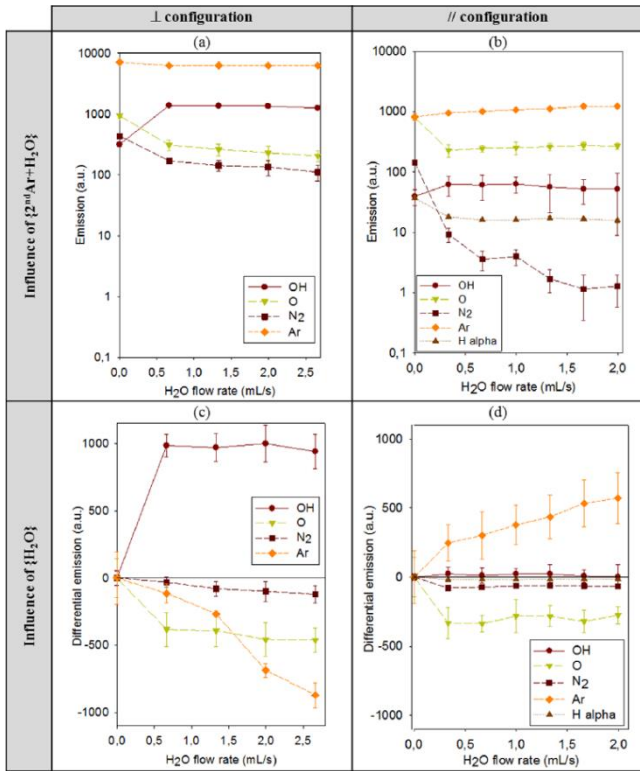 ⊥ configuration
// configuration
Influence of {2ndAr+H2O}
(a)
Emission (a.u.)
10000
1000
100
10
1
0,1
OH
O
N2
Ar
0,0 0,5 1,0 1,5 2,0 2,5
H2O flow rate (mL/s)
(b)
Emission (a.u.)
10000
1000
100
10
1
0,1
OH
O
N2
Ar
H alpha
0,0 0,5 1,0 1,5 2,0
H2O flow rate (mL/s)
Influence of {H2O}
(c)
Differential emission (a.u.)
1000
500
0
-500
-1000
OH
O
N2
Ar
0,0 0,5 1,0 1,5 2,0 2,5
H2O flow rate (mL/s)
(d)
Differential emission (a.u.)
1000
500
0
-500
-1000
OH
O
N2
Ar
H alpha
0,0 0,5 1,0 1,5 2,0
H2O flow rate (mL/s)